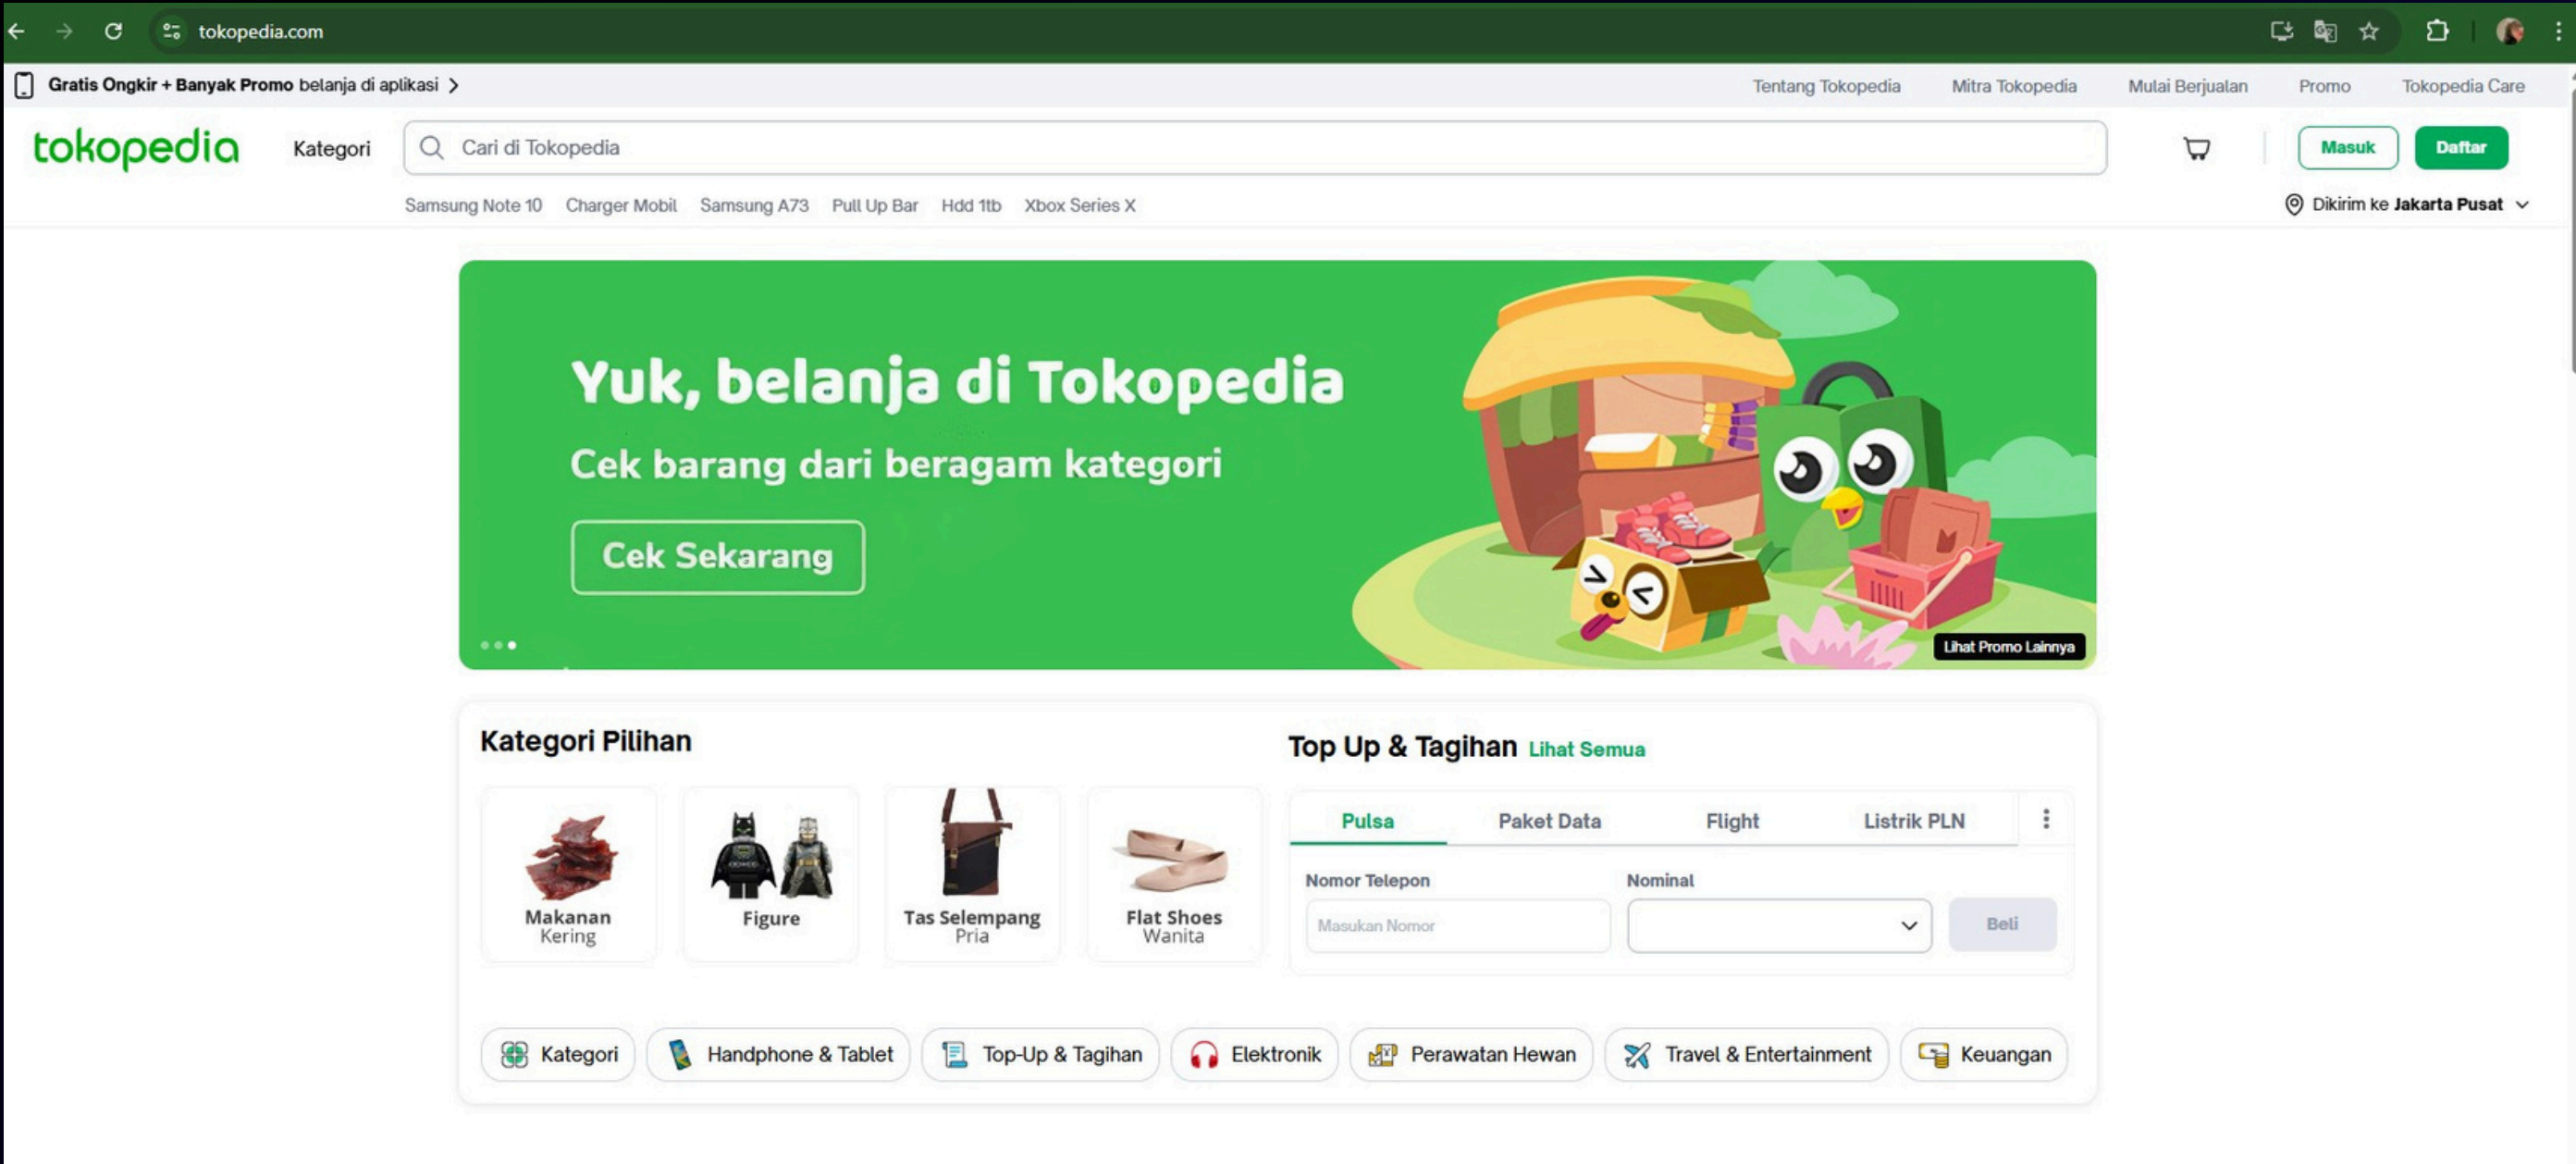 tokopedia.com
Gratis Ongkir + Banyak Promo belanja di aplikasi
Tentang Tokopedia Mitra Tokopedia Mulai Berjualan Promo Tokopedia Care
tokopedia Kategori Cari di Tokopedia Masuk Daftar
Samsung Note 10 Charger Mobil Samsung A73 Pull Up Bar Hdd 1tb Xbox Series X Dikirim ke Jakarta Pusat
Yuk, belanja di Tokopedia
Cek barang dari beragam kategori
Cek Sekarang
Lihat Promo Lainnya
Kategori Pilihan
Makanan
Kering
Figure
Tas Selempang
Pria
Flat Shoes
Wanita
Top Up & Tagihan Lihat Semua
Pulsa Paket Data Flight Listrik PLN
Nomor Telepon Nominal
Masukan Nomor Beli
Kategori Handphone & Tablet Top-Up & Tagihan Elektronik Perawatan Hewan Travel & Entertainment Keuangan